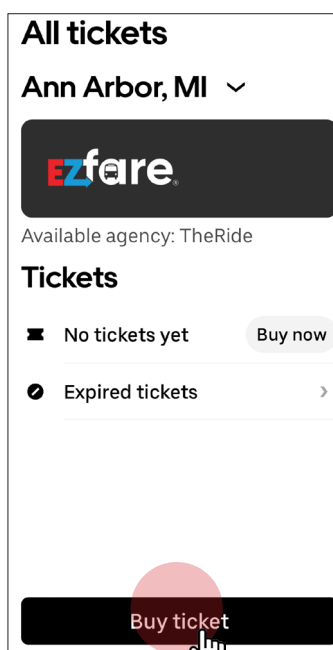 All tickets
Ann Arbor, MI
EZfare
Available agency: TheRide
Tickets
No tickets yet
Buy now
Expired tickets
Buy ticket